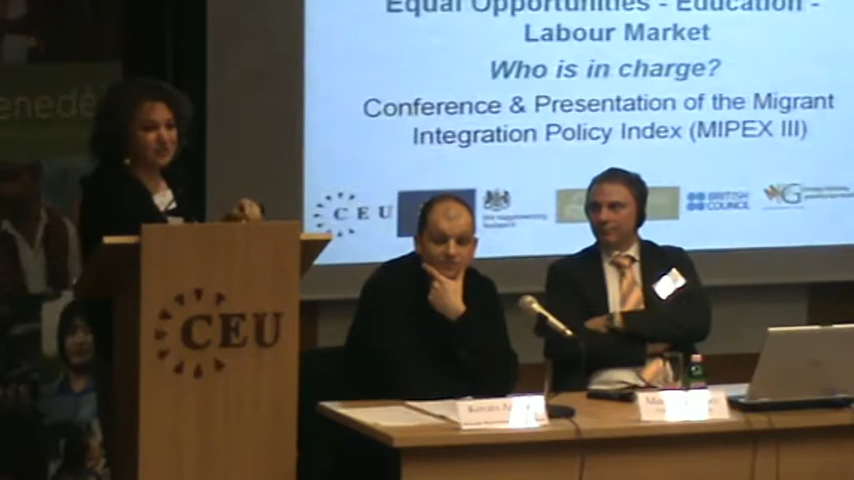 Equal Opportunities - Education -
Labour Market
Who is in charge?
Conference & Presentation of the Migrant
Integration Policy Index (MIPEX III)
CEU
BRITISH
COUNCIL
enedé
CEU